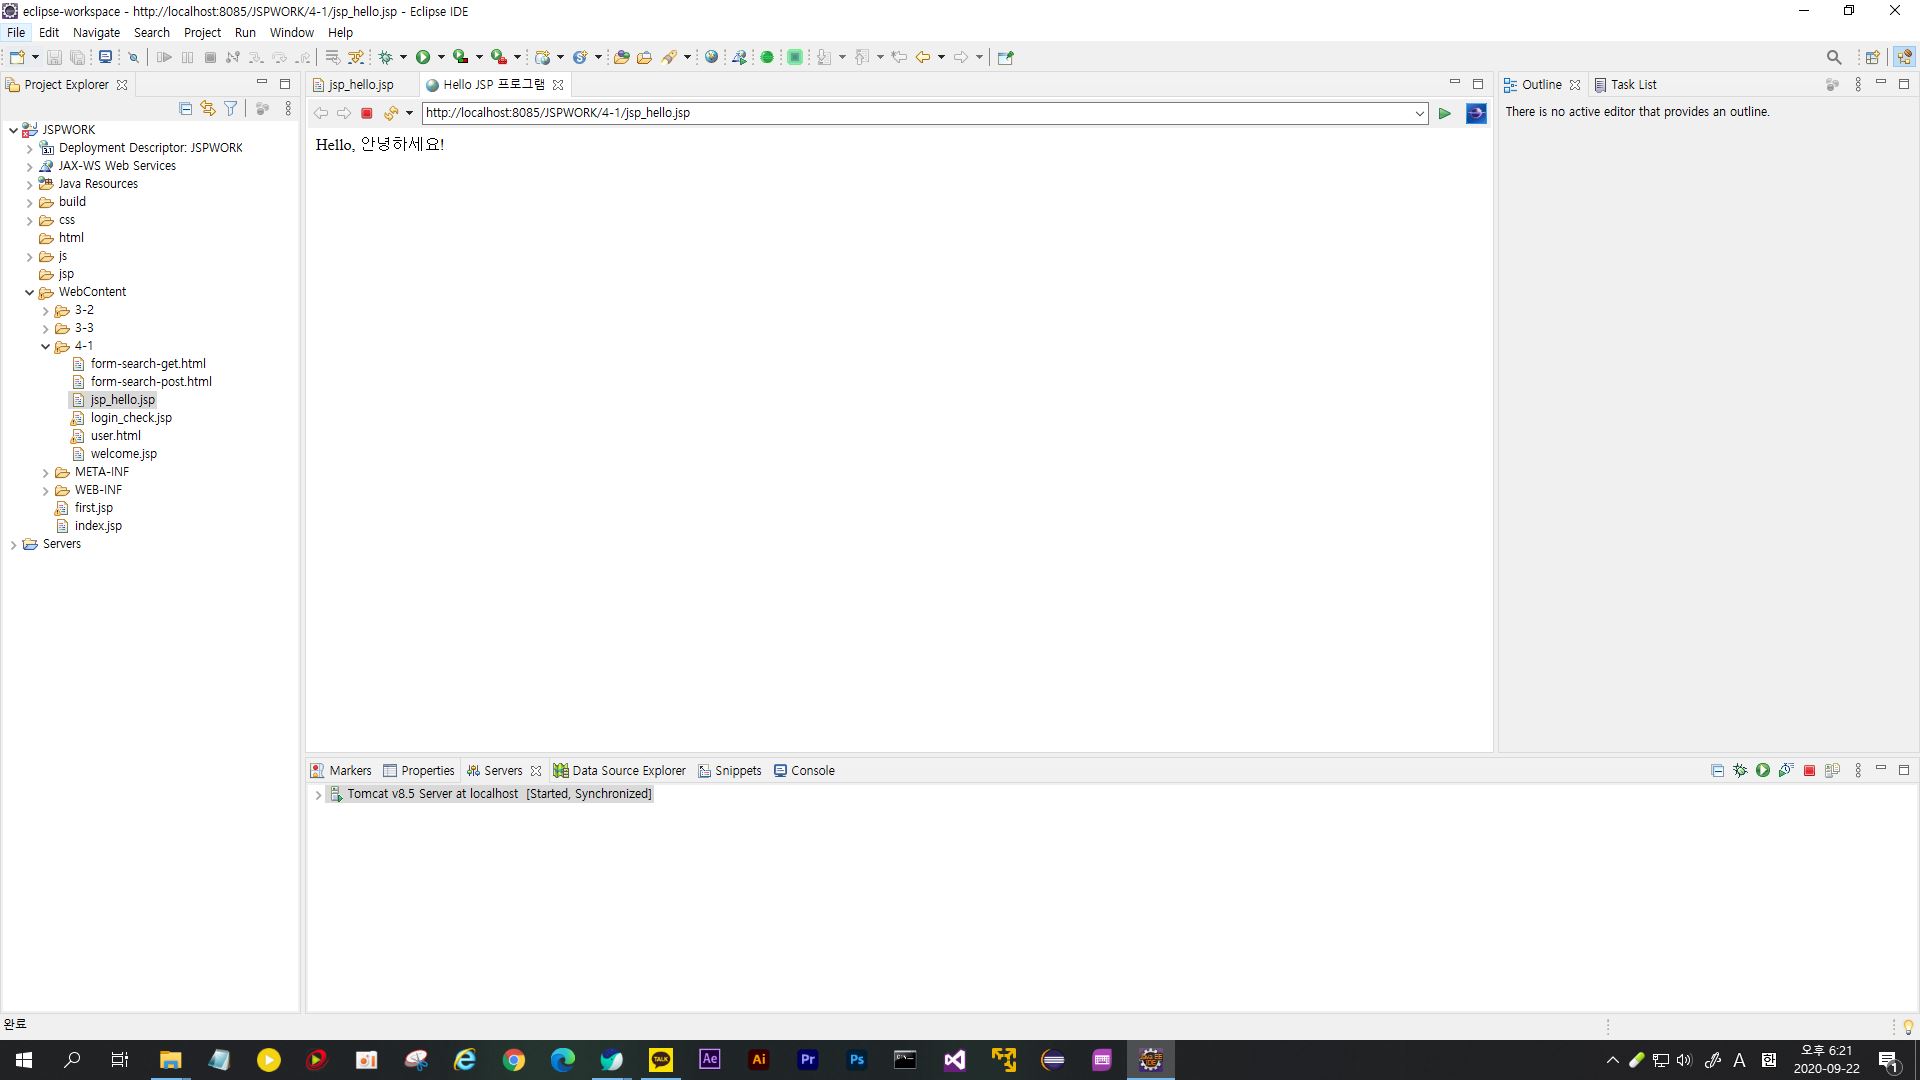 eclipse-workspace - http://localhost:8085/JSPWORK/4-1/jsp_hello.jsp - Eclipse IDE
File Edit Navigate Search Project Run Window Help
Project Explorer
JSPWORK
Deployment Descriptor: JSPWORK
JAX-WS Web Services
Java Resources
build
css
html
js
jsp
WebContent
3-2
3-3
4-1
form-search-get.html
form-search-post.html
jsp_hello.jsp
login_check.jsp
user.html
welcome.jsp
META-INF
WEB-INF
first.jsp
index.jsp
Servers
jsp_hello.jsp Hello JSP 프로그램
http://localhost:8085/JSPWORK/4-1/jsp_hello.jsp
Hello, 안녕하세요!
Outline Task List
There is no active editor that provides an outline.
Markers Properties Servers Data Source Explorer Snippets Console
Tomcat v8.5 Server at localhost [Started, Synchronized]
완료
TALK Ae Ai Pr Ps
A 한
오후 6:21
2020-09-22
1